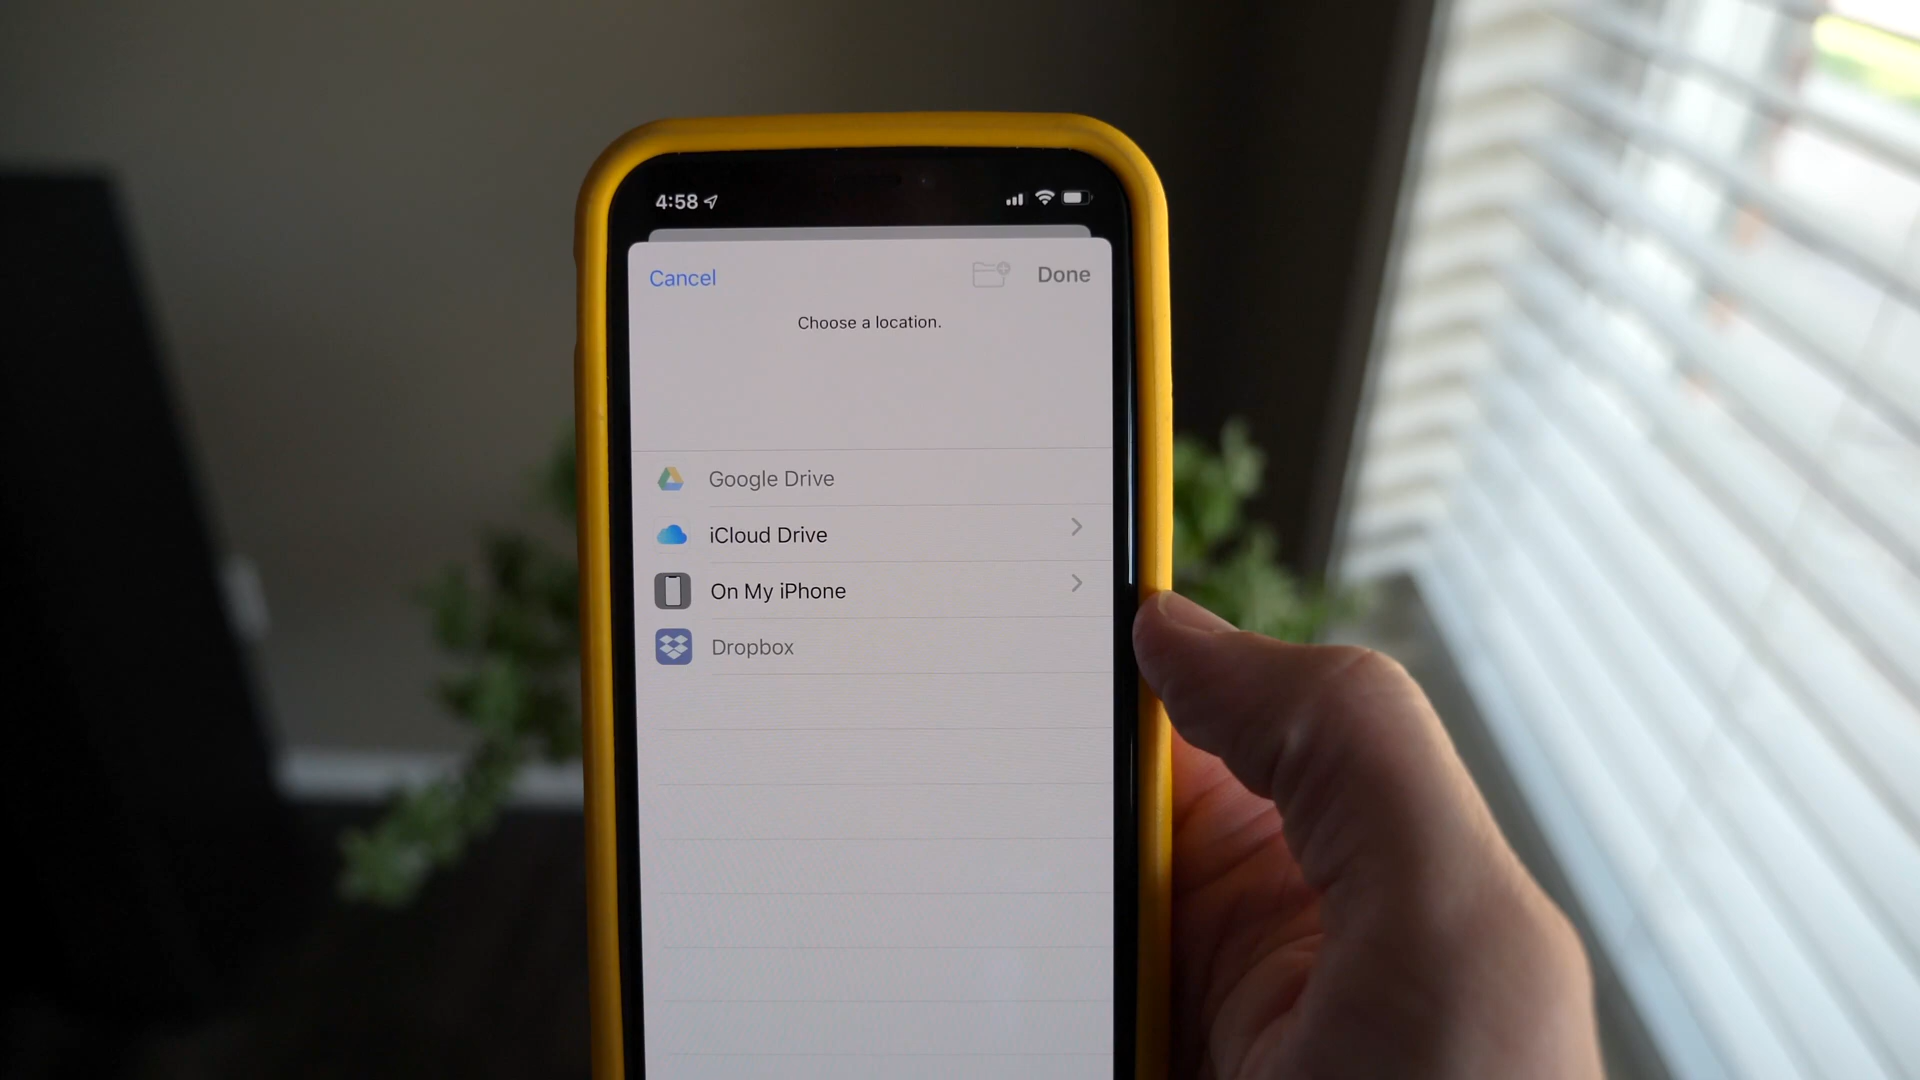 4:58
Cancel
Done
Choose a location.
Google Drive
iCloud Drive
On My iPhone
Dropbox